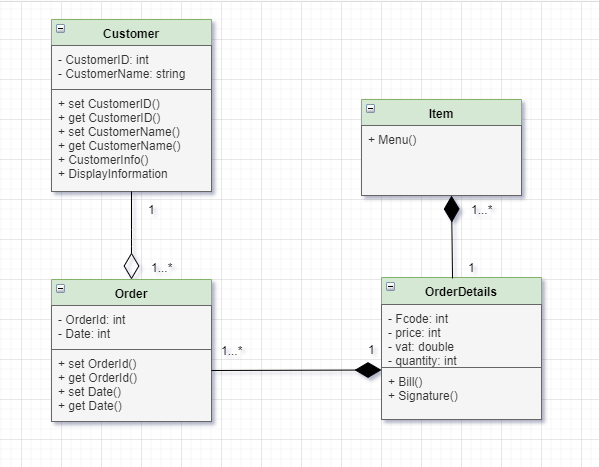 Customer
- CustomerID: int
- CustomerName: string
+ set CustomerID()
+ get CustomerID()
+ set CustomerName()
+ get CustomerName()
+ CustomerInfo()
+ DisplayInformation
Item
+ Menu()
1
1...*
1...*
1
Order
- OrderId: int
- Date: int
+ set OrderId()
+ get OrderId()
+ set Date()
+ get Date()
1...*
1
OrderDetails
- Fcode: int
- price: int
- vat: double
- quantity: int
+ Bill()
+ Signature()